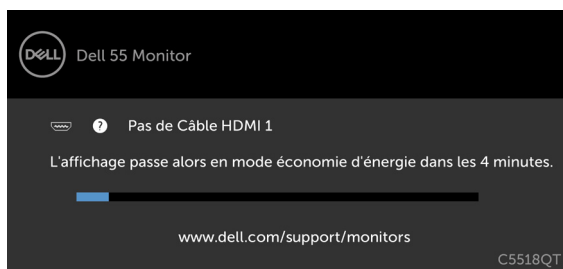 DELL
Dell 55 Monitor
? Pas de Câble HDMI 1
L'affichage passe alors en mode économie d'énergie dans les 4 minutes.
www.dell.com/support/monitors
C5518QT